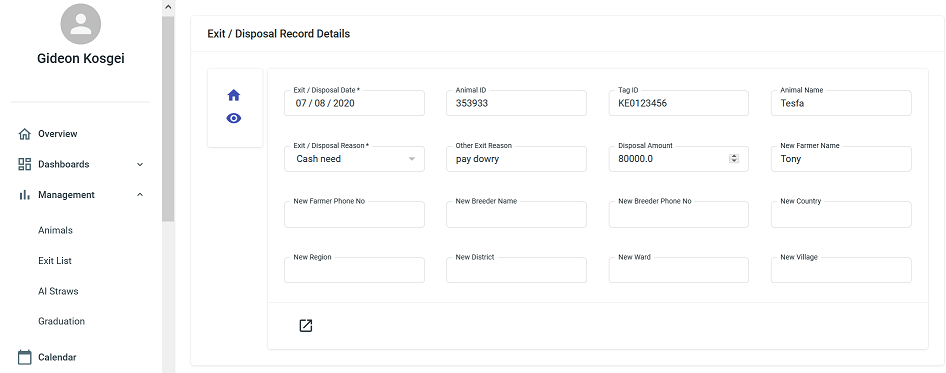 Gideon Kosgei
Overview
Dashboards
Management
Animals
Exit List
AI Straws
Graduation
Calendar
Exit / Disposal Record Details
Exit / Disposal Date *
07 / 08 / 2020
Animal ID
353933
Tag ID
KE0123456
Animal Name
Tesfa
Exit / Disposal Reason *
Cash need
Other Exit Reason
pay dowry
Disposal Amount
80000.0
New Farmer Name
Tony
New Farmer Phone No
New Breeder Name
New Breeder Phone No
New Country
New Region
New District
New Ward
New Village